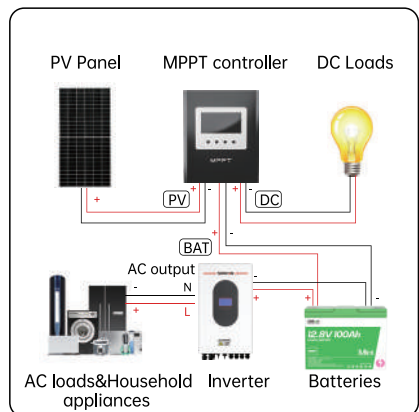 PV Panel
MPPT controller
DC Loads
MPPT
+
-
+
-
+
-
PV
DC
+
-
BAT
AC output
-
N
+
L
-
+
+
-
12.8V 100Ah
AC loads&Household
appliances
Inverter
Batteries